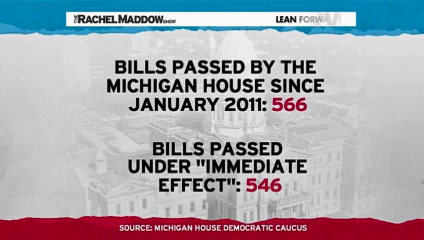 THE RACHEL MADDOW SHOW
LEAN FORWA
BILLS PASSED BY THE
MICHIGAN HOUSE SINCE
JANUARY 2011: 566
BILLS PASSED
UNDER "IMMEDIATE
EFFECT": 546
SOURCE: MICHIGAN HOUSE DEMOCRATIC CAUCUS